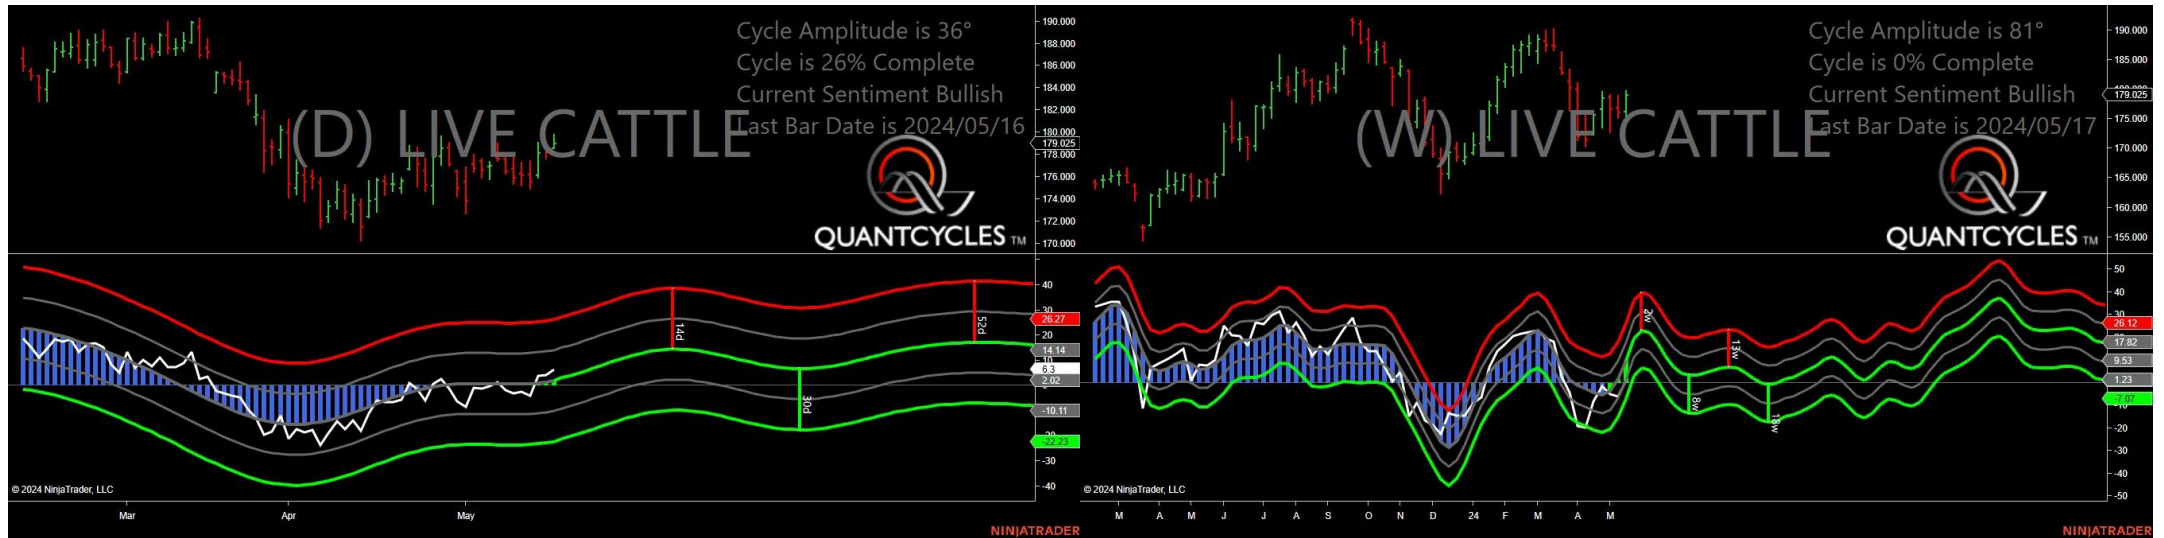 Cycle Amplitude is 36°
Cycle is 26% Complete
Current Sentiment Bullish
Last Bar Date is 2024/05/16
(D) LIVE CATTLE
QUANTCYCLES TM
190.000
188.000
186.000
184.000
182.000
180.000
179.025
178.000
176.000
174.000
172.000
170.000
14d
30d
52d
40
30
26.27
20
14.14
10
6.3
2.02
-10.11
-20
-22.23
-30
-40
© 2024 NinjaTrader, LLC
Mar
Apr
May
NINJATRADER
Cycle Amplitude is 81°
Cycle is 0% Complete
Current Sentiment Bullish
Last Bar Date is 2024/05/17
(W) LIVE CATTLE
QUANTCYCLES TM
190.000
185.000
179.025
175.000
170.000
165.000
160.000
155.000
2w
13w
8w
50
40
30
26.12
17.82
9.53
1.23
-7.07
-10
-20
-30
-40
-50
© 2024 NinjaTrader, LLC
M A M J J A S O N D 24 F M A M
NINJATRADER